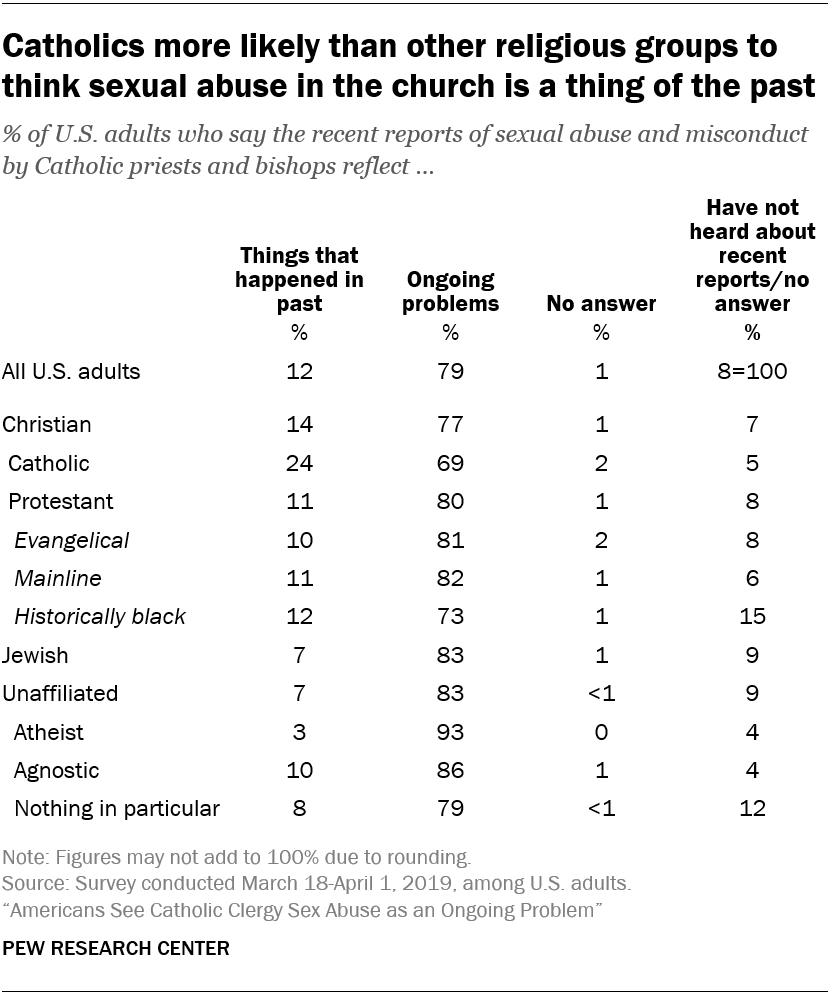 Catholics more likely than other religious groups to
think sexual abuse in the church is a thing of the past
% of U.S. adults who say the recent reports of sexual abuse and misconduct
by Catholic priests and bishops reflect ...
Things that
happened in
past
Ongoing
problems
No answer
Have not
heard about
recent
reports/no
answer
% % % %
All U.S. adults 12 79 1 8=100
Christian 14 77 1 7
Catholic 24 69 2 5
Protestant 11 80 1 8
Evangelical 10 81 2 8
Mainline 11 82 1 6
Historically black 12 73 1 15
Jewish 7 83 1 9
Unaffiliated 7 83 <1 9
Atheist 3 93 0 4
Agnostic 10 86 1 4
Nothing in particular 8 79 <1 12
Note: Figures may not add to 100% due to rounding.
Source: Survey conducted March 18-April 1, 2019, among U.S. adults.
“Americans See Catholic Clergy Sex Abuse as an Ongoing Problem”
PEW RESEARCH CENTER